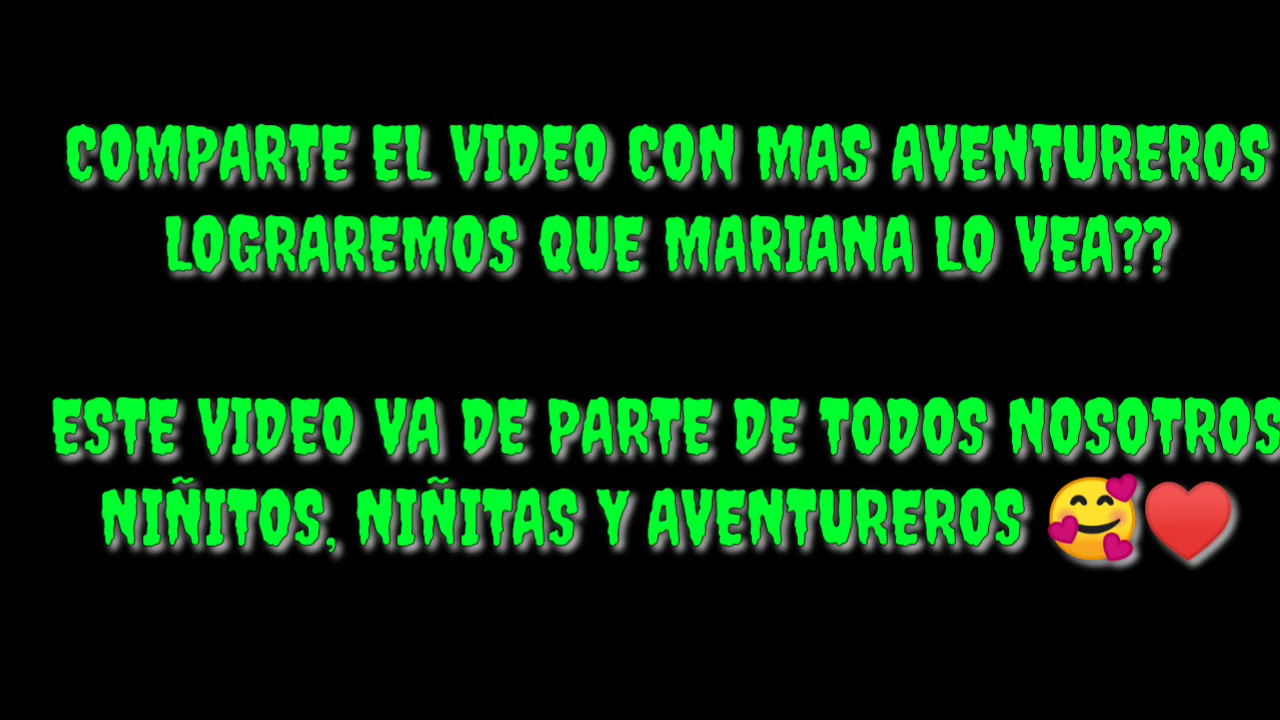 COMPARTE EL VIDEO CON MAS AVENTUREROS
LOGRAREMOS QUE MARIANA LO VEA??
ESTE VIDEO VA DE PARTE DE TODOS NOSOTROS
NIÑITOS, NIÑITAS Y AVENTUREROS 🥰❤️